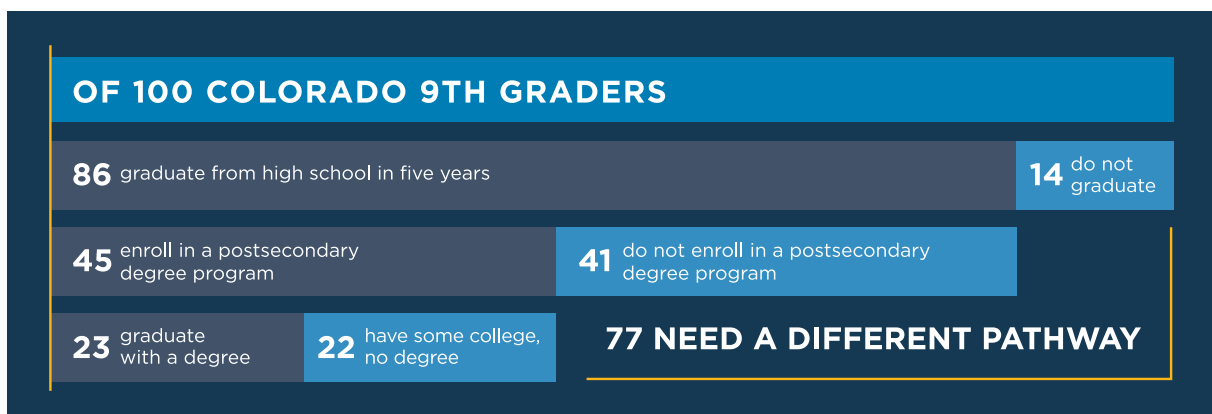 OF 100 COLORADO 9TH GRADERS
86 graduate from high school in five years
14 do not
graduate
45 enroll in a postsecondary
degree program
41 do not enroll in a postsecondary
degree program
23 graduate
with a degree
22 have some college,
no degree
77 NEED A DIFFERENT PATHWAY